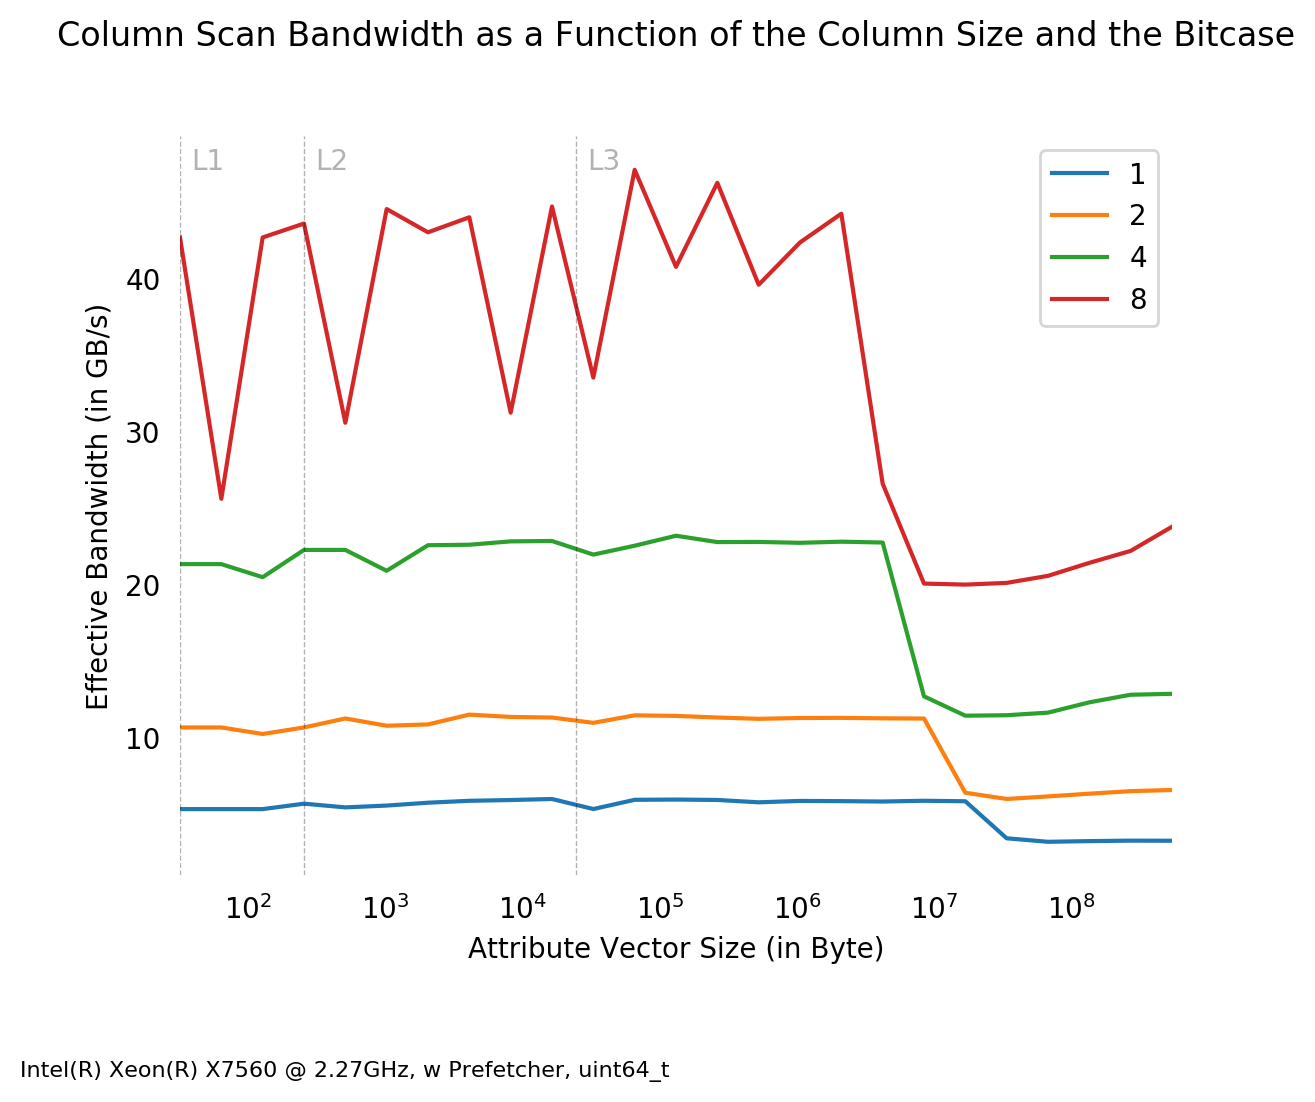 Column Scan Bandwidth as a Function of the Column Size and the Bitcase
L1 L2 L3
1
2
4
8
40
30
20
10
Effective Bandwidth (in GB/s)
10² 10³ 10⁴ 10⁵ 10⁶ 10⁷ 10⁸
Attribute Vector Size (in Byte)
Intel(R) Xeon(R) X7560 @ 2.27GHz, w Prefetcher, uint64_t